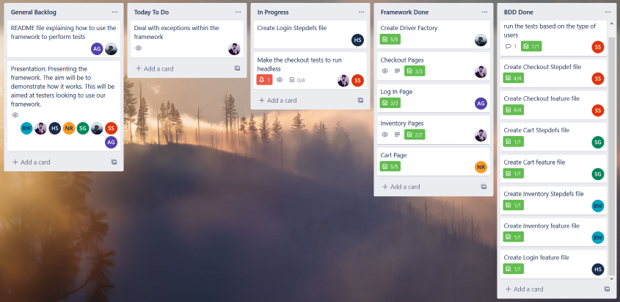 General Backlog
README file explaining how to use the
framework to perform tests
AG
Presentation: Presenting the
framework. The aim will be to
demonstrate how it works. This will be
aimed at testers looking to use our
framework.
BW
HS
NR
SG
SS
AG
+ Add a card
Today To Do
Deal with exceptions within the
framework
+ Add a card
In Progress
Create Login Stepdefs file
HS
Make the checkout tests to run
headless
1
0/4
SS
+ Add a card
Framework Done
Create Driver Factory
Checkout Pages
Log In Page
3/3
AG
Inventory Pages
2/2
Cart Page
5/5
NR
+ Add a card
BDD Done
run the tests based on the type of
users
1
1/1
SS
Create Checkout Stepdef file
4/4
SS
Create Checkout feature file
4/4
SS
Create Cart Stepdefs file
1/1
SG
Create Cart feature file
1/1
SG
Create Inventory Stepdefs file
1/1
BW
Create Inventory feature file
1/1
BW
Create Login feature file
1/1
HS
+ Add a card